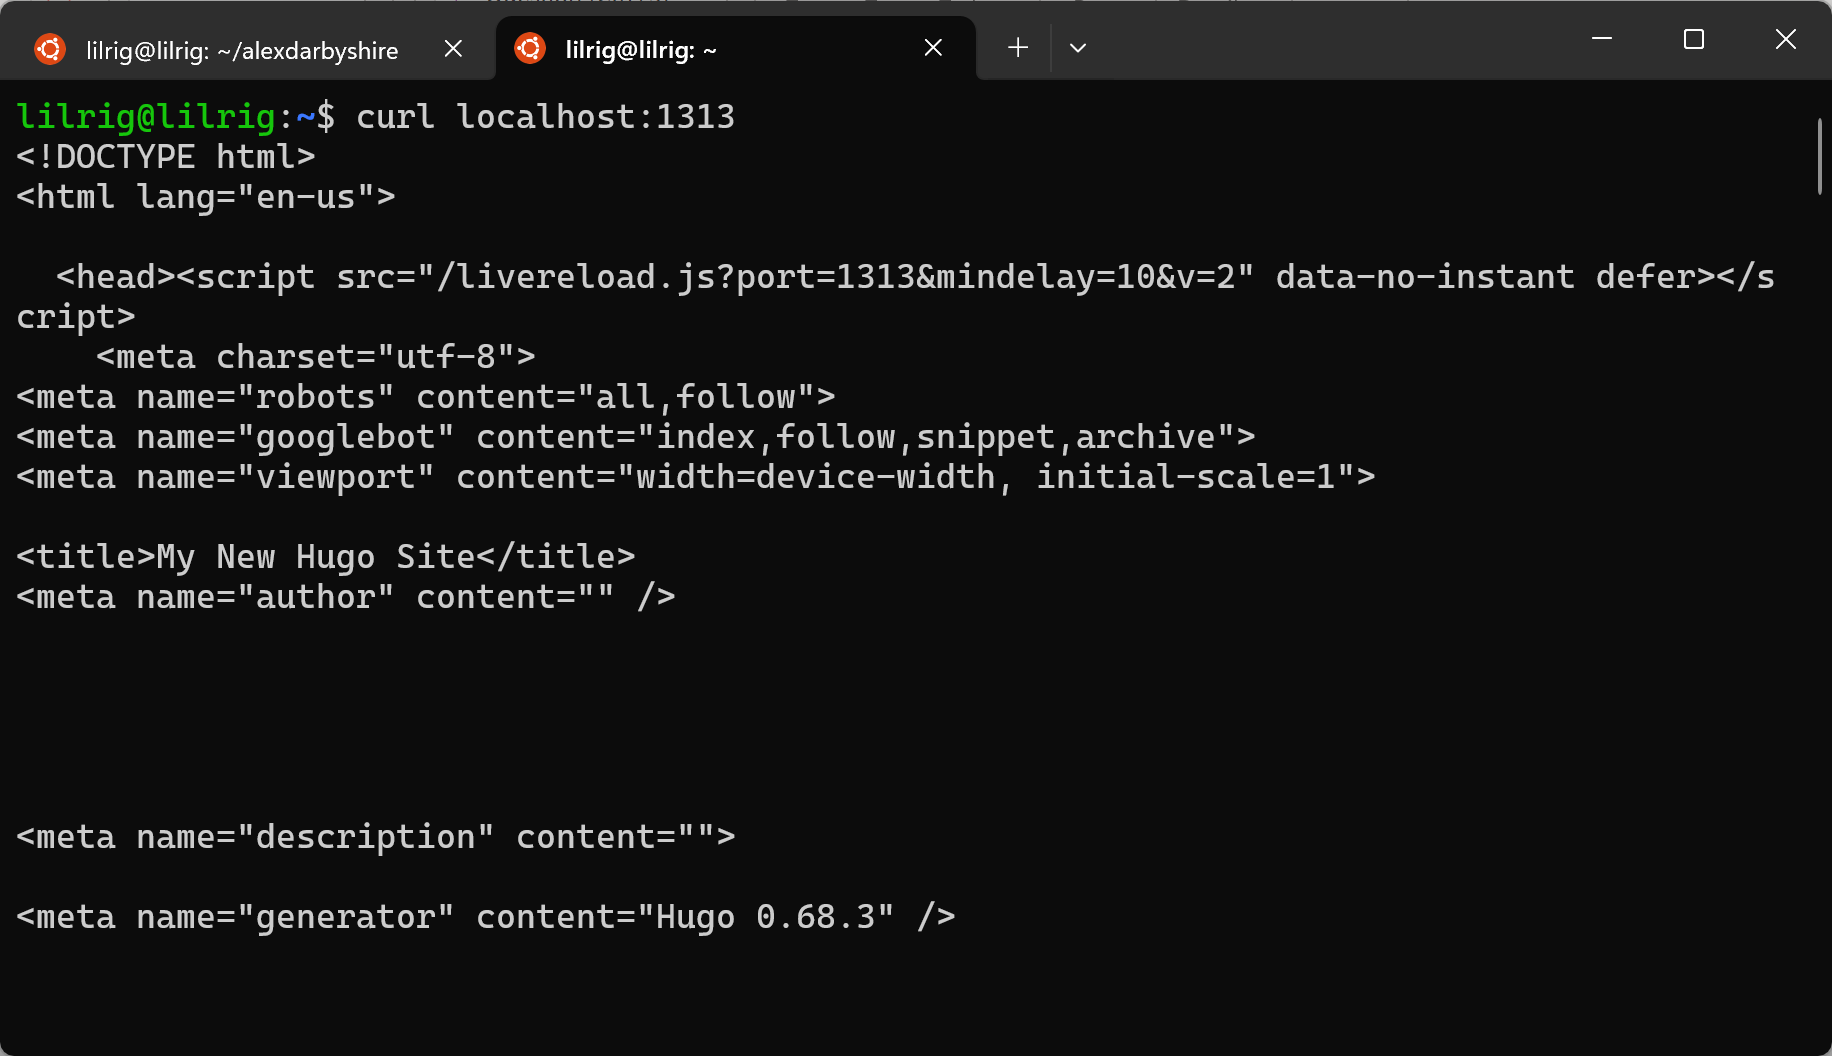 lilrig@lilrig: ~/alexdarbyshire
lilrig@lilrig: ~
lilrig@lilrig:~$ curl localhost:1313
<!DOCTYPE html>
<html lang="en-us">
  <head><script src="/livereload.js?port=1313&mindelay=10&v=2" data-no-instant defer></s
cript>
    <meta charset="utf-8">
<meta name="robots" content="all,follow">
<meta name="googlebot" content="index,follow,snippet,archive">
<meta name="viewport" content="width=device-width, initial-scale=1">
<title>My New Hugo Site</title>
<meta name="author" content="" />
<meta name="description" content="">
<meta name="generator" content="Hugo 0.68.3" />